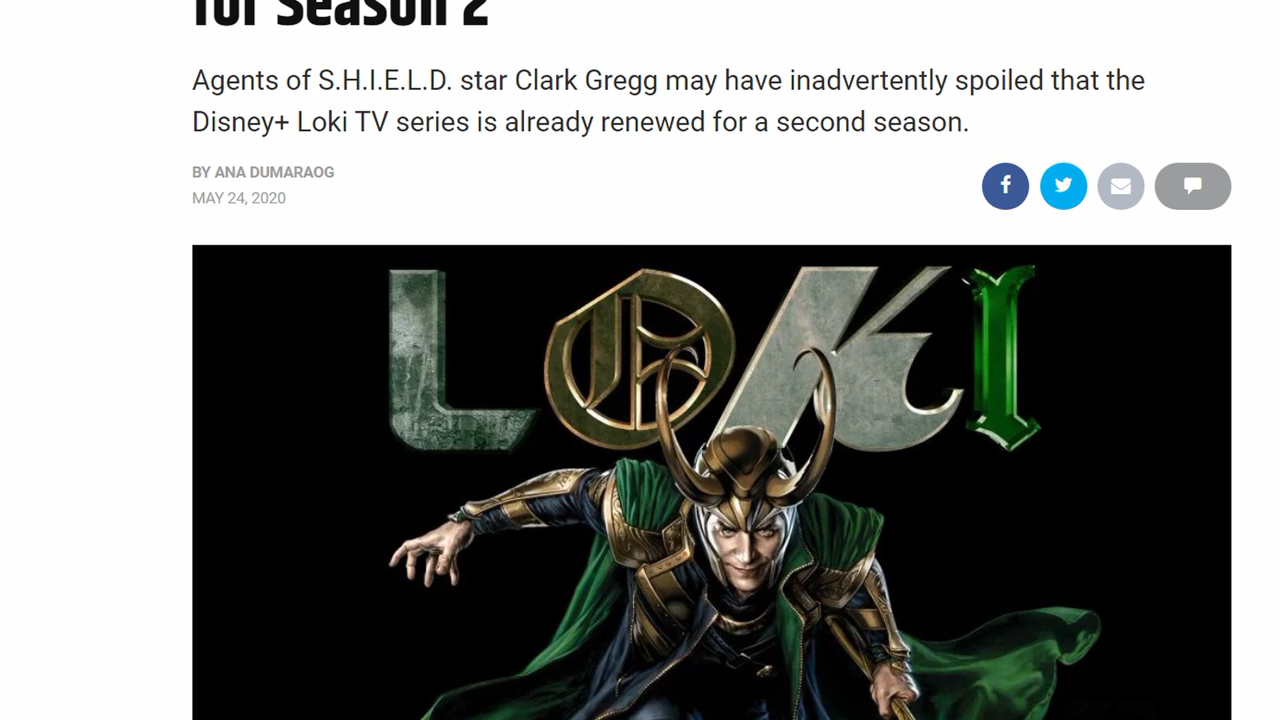 for Season 2
Agents of S.H.I.E.L.D. star Clark Gregg may have inadvertently spoiled that the
Disney+ Loki TV series is already renewed for a second season.
BY ANA DUMARAOG
MAY 24, 2020
LOKI